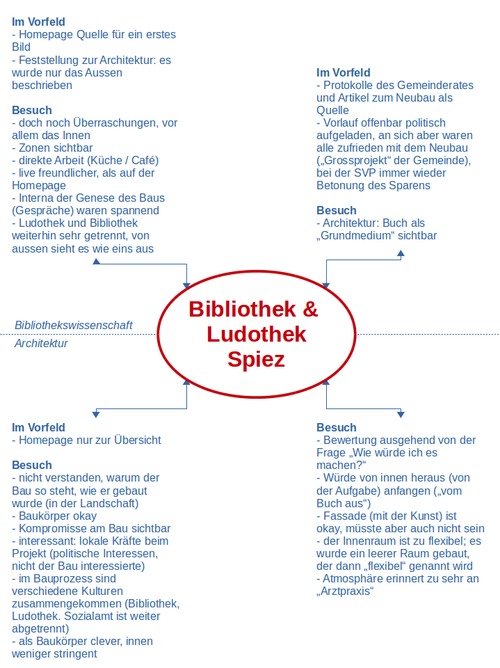 Im Vorfeld
- Homepage Quelle für ein erstes
Bild
- Feststellung zur Architektur: es
wurde nur das Aussen
beschrieben
Besuch
- doch noch Überraschungen, vor
allem das Innen
- Zonen sichtbar
- direkte Arbeit (Küche / Café)
- live freundlicher, als auf der
Homepage
- Interna der Genese des Baus
(Gespräche) waren spannend
- Ludothek und Bibliothek
weiterhin sehr getrennt, von
aussen sieht es wie eins aus
Im Vorfeld
- Protokolle des Gemeinderates
und Artikel zum Neubau als
Quelle
- Vorlauf offenbar politisch
aufgeladen, an sich aber waren
alle zufrieden mit dem Neubau
(„Grossprojekt“ der Gemeinde),
bei der SVP immer wieder
Betonung des Sparens
Besuch
- Architektur: Buch als
„Grundmedium“ sichtbar
Bibliothek &
Ludothek
Spiez
Bibliothekswissenschaft
Architektur
Im Vorfeld
- Homepage nur zur Übersicht
Besuch
- nicht verstanden, warum der
Bau so steht, wie er gebaut
wurde (in der Landschaft)
- Baukörper okay
- Kompromisse am Bau sichtbar
- interessant: lokale Kräfte beim
Projekt (politische Interessen,
nicht der Bau interessierte)
- im Bauprozess sind
verschiedene Kulturen
zusammengekommen (Bibliothek,
Ludothek. Sozialamt ist weiter
abgetrennt)
- als Baukörper clever, innen
weniger stringent
Besuch
- Bewertung ausgehend von der
Frage „Wie würde ich es
machen?“
- Würde von innen heraus (von
der Aufgabe) anfangen („vom
Buch aus“)
- Fassade (mit der Kunst) ist
okay, müsste aber auch nicht sein
- der Innenraum ist zu flexibel; es
wurde ein leerer Raum gebaut,
der dann „flexibel“ genannt wird
- Atmosphäre erinnert zu sehr an
„Arztpraxis“